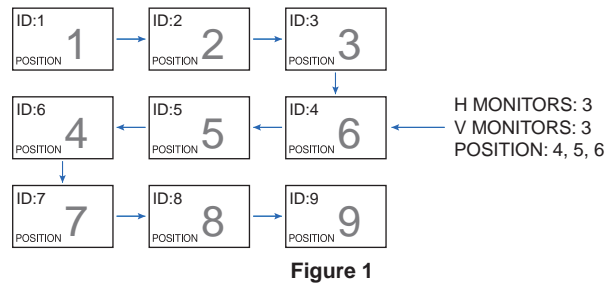 ID:1
POSITION 1
ID:2
POSITION 2
ID:3
POSITION 3
ID:6
POSITION 4
ID:5
POSITION 5
ID:4
POSITION 6
H MONITORS: 3
V MONITORS: 3
POSITION: 4, 5, 6
ID:7
POSITION 7
ID:8
POSITION 8
ID:9
POSITION 9
Figure 1